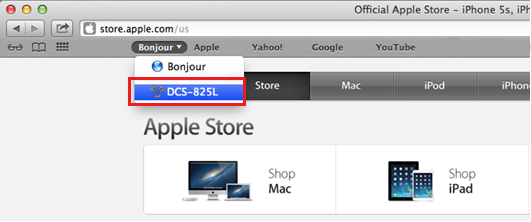 Official Apple Store - iPhone 5s, iPh
store.apple.com/us
Bonjour ▾ Apple Yahoo! Google YouTube
Bonjour
DCS-825L
Store Mac iPod iPhon
Apple Store
Shop Mac
Shop iPad